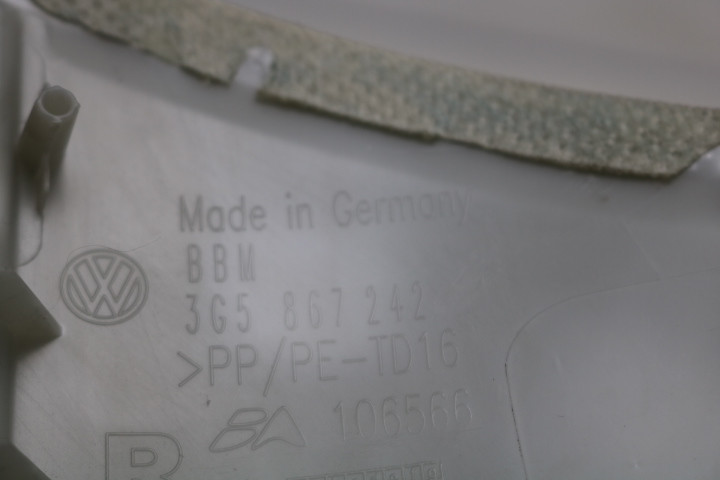 Made in Germany
BBM
3G5 867 242
>PP/PE-TD16
106566
R